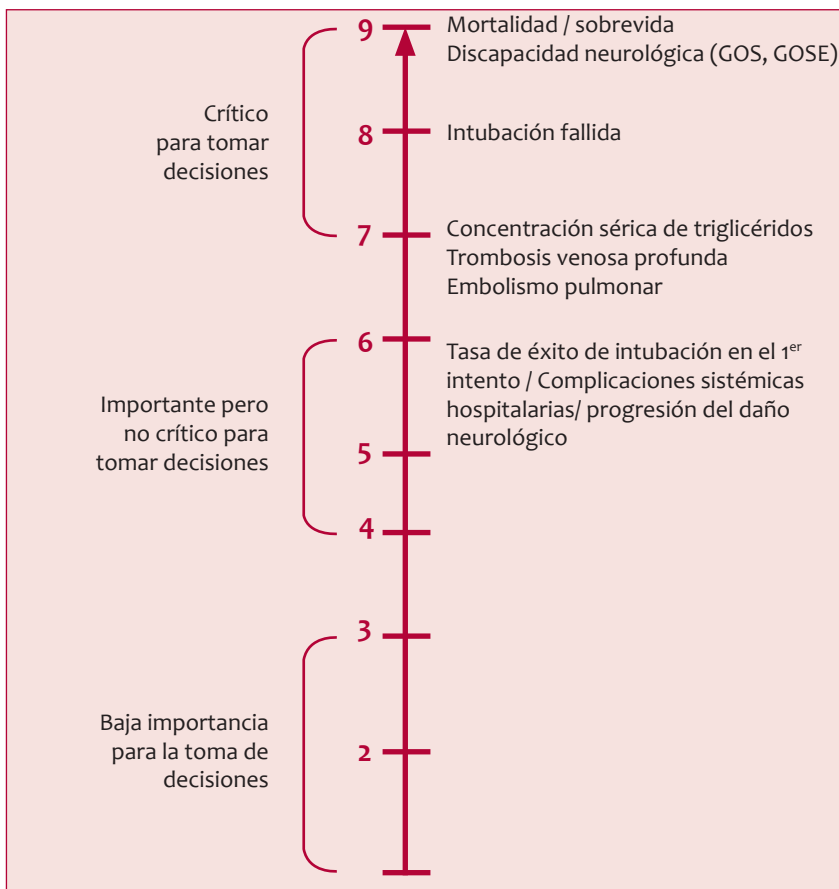 9
Mortalidad / sobrevida
Discapacidad neurológica (GOS, GOSE)
Crítico
para tomar
decisiones
8
Intubación fallida
7
Concentración sérica de triglicéridos
Trombosis venosa profunda
Embolismo pulmonar
6
Tasa de éxito de intubación en el 1er
intento / Complicaciones sistémicas
hospitalarias/ progresión del daño
neurológico
Importante pero
no crítico para
tomar decisiones
5
4
3
Baja importancia
para la toma de
decisiones
2